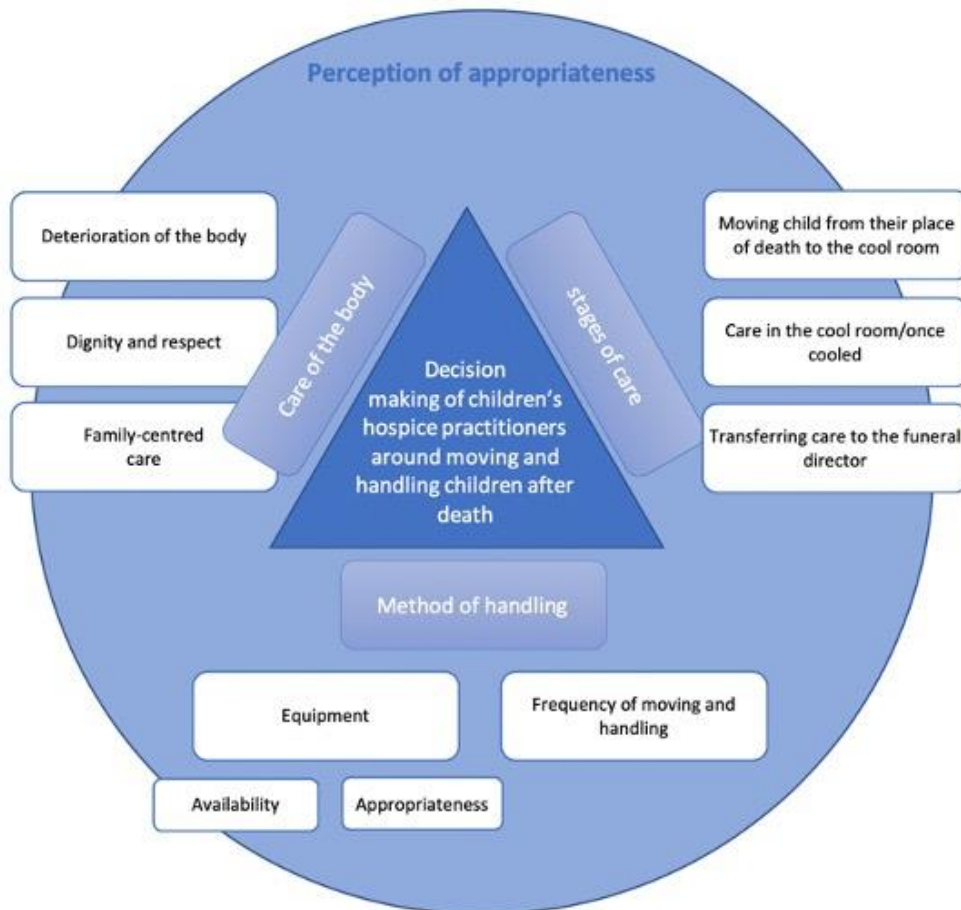 Perception of appropriateness
Deterioration of the body
Dignity and respect
Family-centred
care
Care of the body
Decision
making of children's
hospice practitioners
around moving and
handling children after
death
stages of care
Moving child from their place
of death to the cool room
Care in the cool room/once
cooled
Transferring care to the funeral
director
Method of handling
Equipment
Frequency of moving and
handling
Availability
Appropriateness